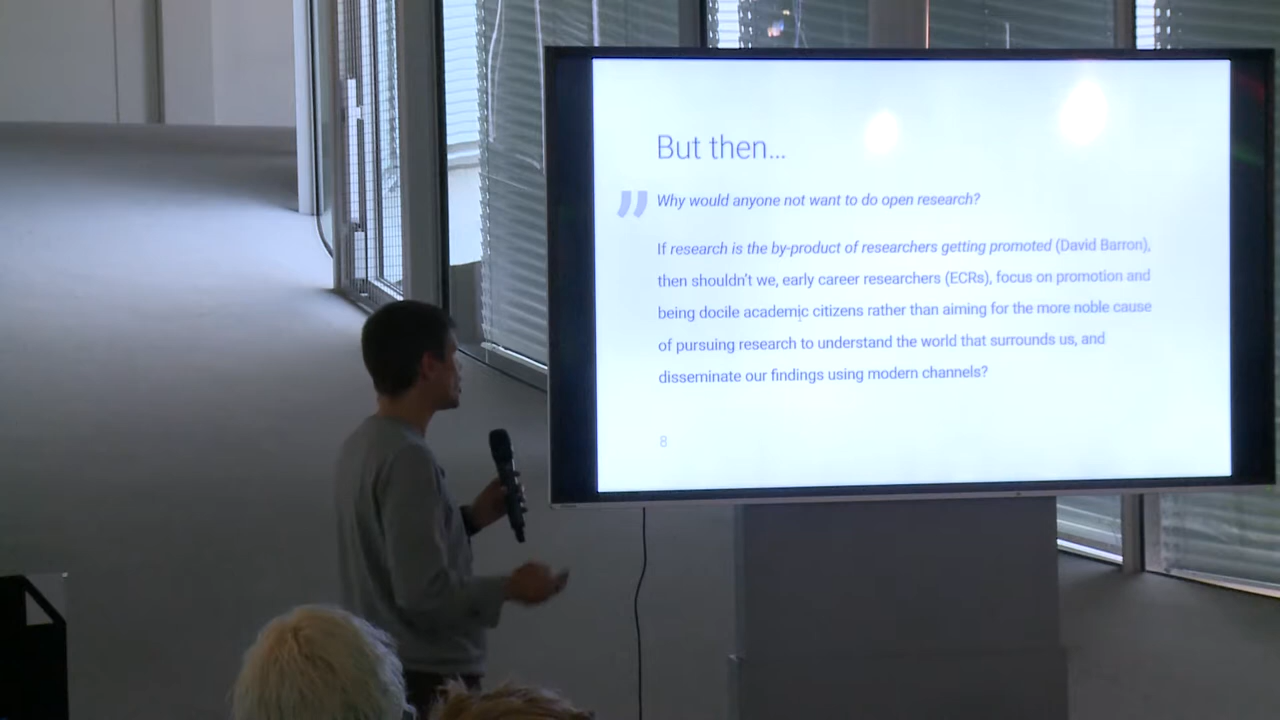 But then...
Why would anyone not want to do open research?
If research is the by-product of researchers getting promoted (David Barron),
then shouldn't we, early career researchers (ECRs), focus on promotion and
being docile academic citizens rather than aiming for the more noble cause
of pursuing research to understand the world that surrounds us, and
disseminate our findings using modern channels?
8